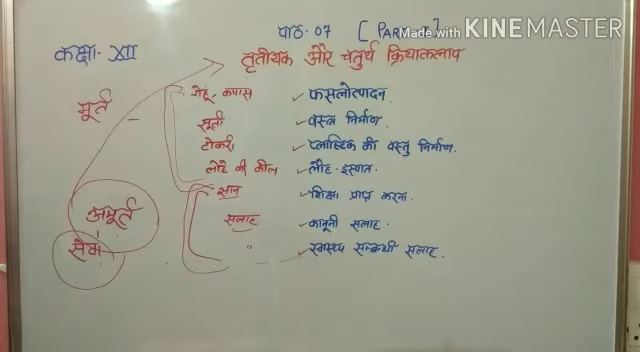 Made with KINEMASTER
पाठ-07 [PART-
कक्षा-XII
तृतीयक और चतुर्थ क्रियाकलाप
मूर्त
गेहूं, कपास फसलोत्पादन
सूती वस्त्र निर्माण
टोकरी प्लास्टिक की वस्तु निर्माण.
लोहे की कील लौह-इस्पात
अमूर्त
ज्ञान शिक्षा प्राप्त करना
सलाह कानूनी सलाह
सेवा
" स्वास्थ्य सम्बन्धी सलाह